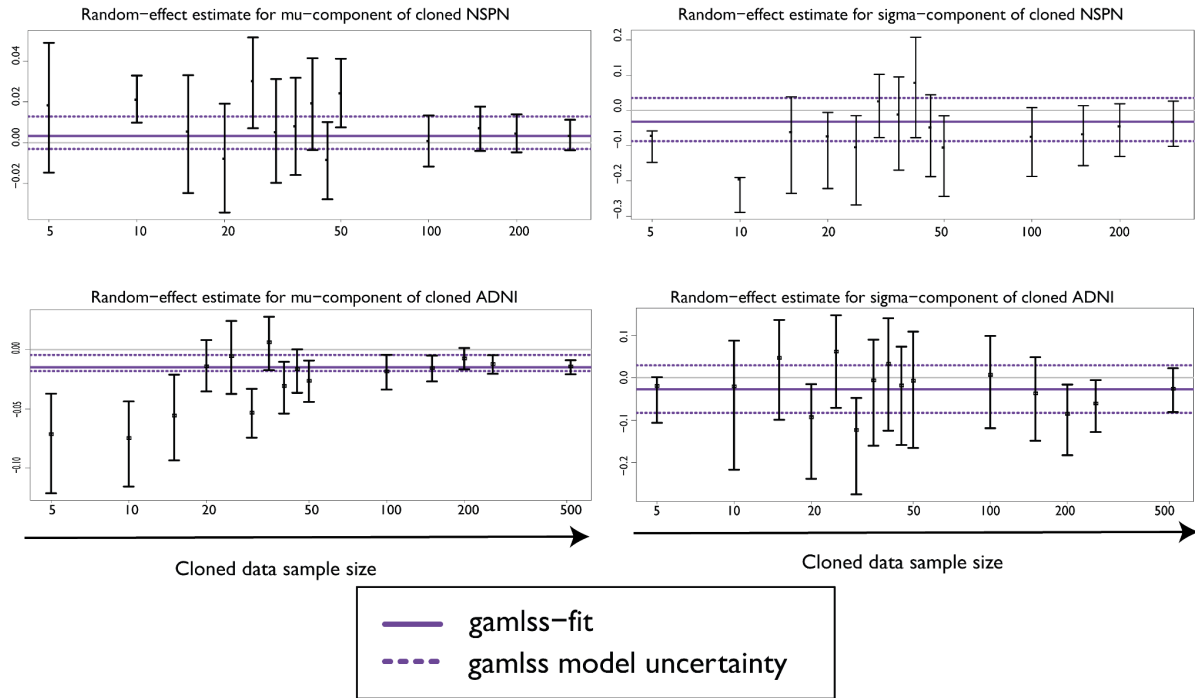 Random-effect estimate for mu-component of cloned NSPN
0.04
0.02
0.00
−0.02
5 10 20 50 100 200
Random-effect estimate for sigma-component of cloned NSPN
0.2
0.1
0.0
−0.1
−0.2
−0.3
5 10 20 50 100 200
Random-effect estimate for mu-component of cloned ADNI
0.00
−0.05
−0.10
5 10 20 50 100 200 500
Cloned data sample size
Random-effect estimate for sigma-component of cloned ADNI
0.1
0.0
−0.1
−0.2
5 10 20 50 100 200 500
Cloned data sample size
gamlss-fit
gamlss model uncertainty